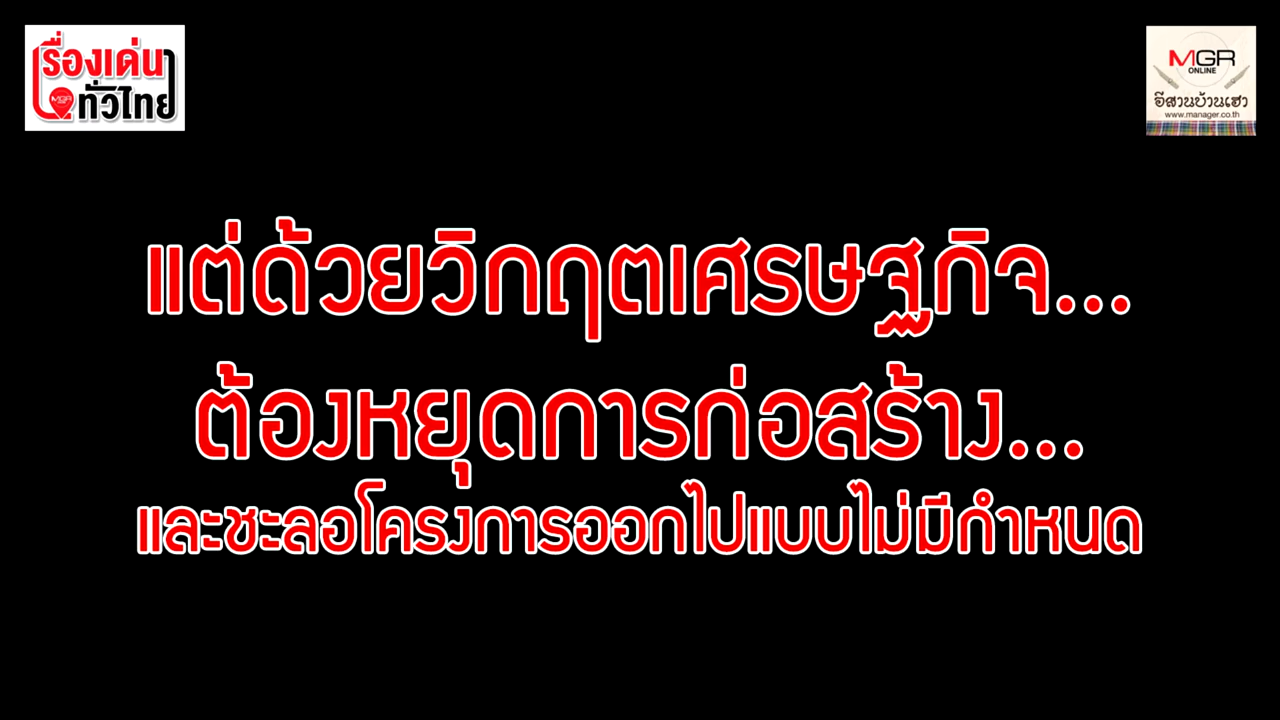 เรื่องเด่น
MGR
ทั่วไทย
MGR
ONLINE
อีสานบ้านเฮา
www.manager.co.th
แต่ด้วยวิกฤตเศรษฐกิจ...
ต้องหยุดการก่อสร้าง...
และชะลอโครงการออกไปแบบไม่มีกำหนด